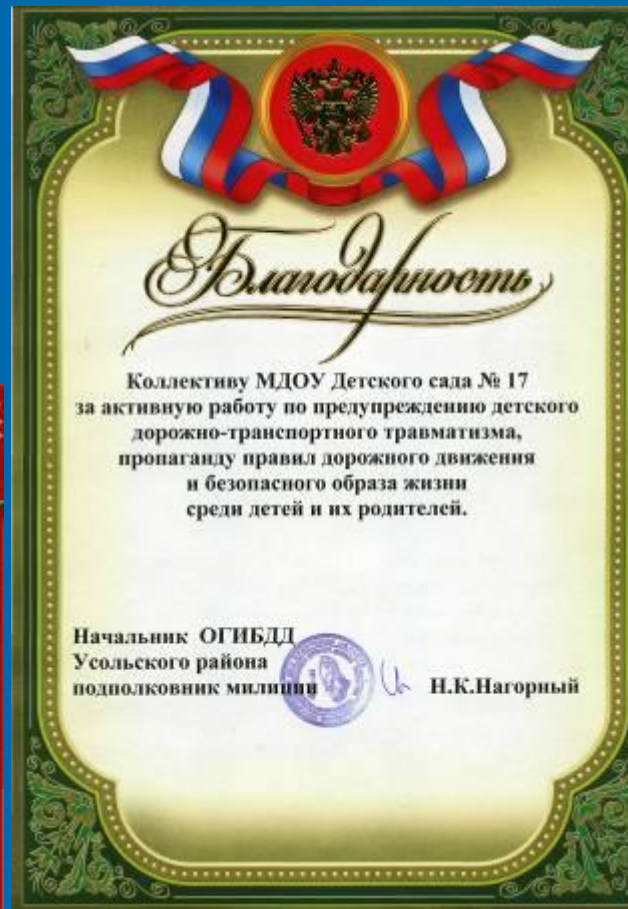 Благодарность
Коллективу МДОУ Детского сада № 17
за активную работу по предупреждению детского
дорожно-транспортного травматизма,
пропаганду правил дорожного движения
и безопасного образа жизни
среди детей и их родителей.
Начальник ОГИБДД
Усольского района
подполковник милиции Н.К.Нагорный